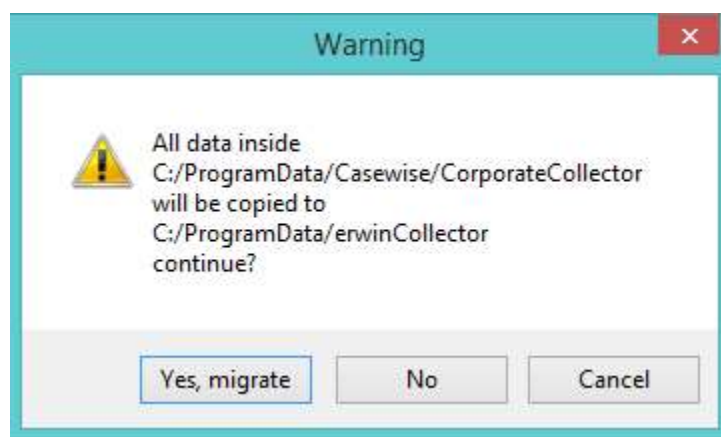 Warning
All data inside
C:/ProgramData/Casewise/CorporateCollector
will be copied to
C:/ProgramData/erwinCollector
continue?
Yes, migrate
No
Cancel